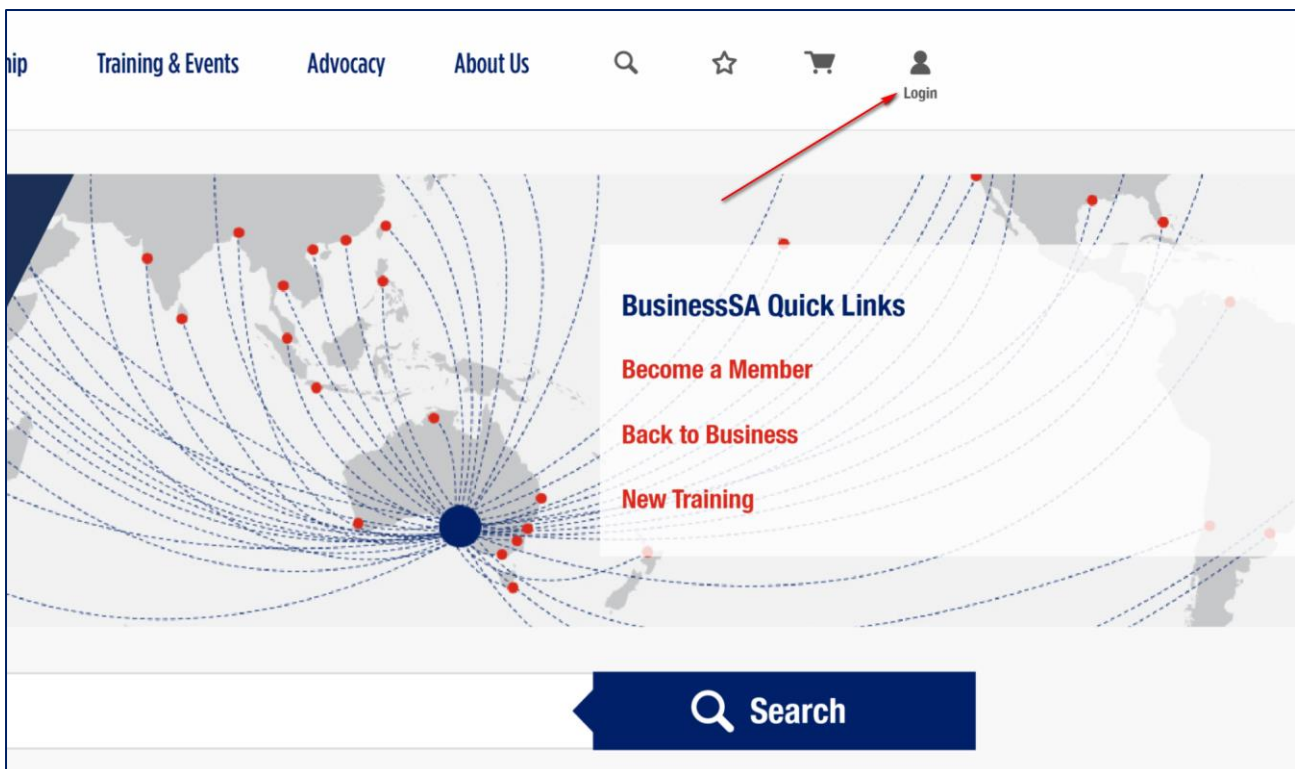 hip Training & Events Advocacy About Us
Login
BusinessSA Quick Links
Become a Member
Back to Business
New Training
Search